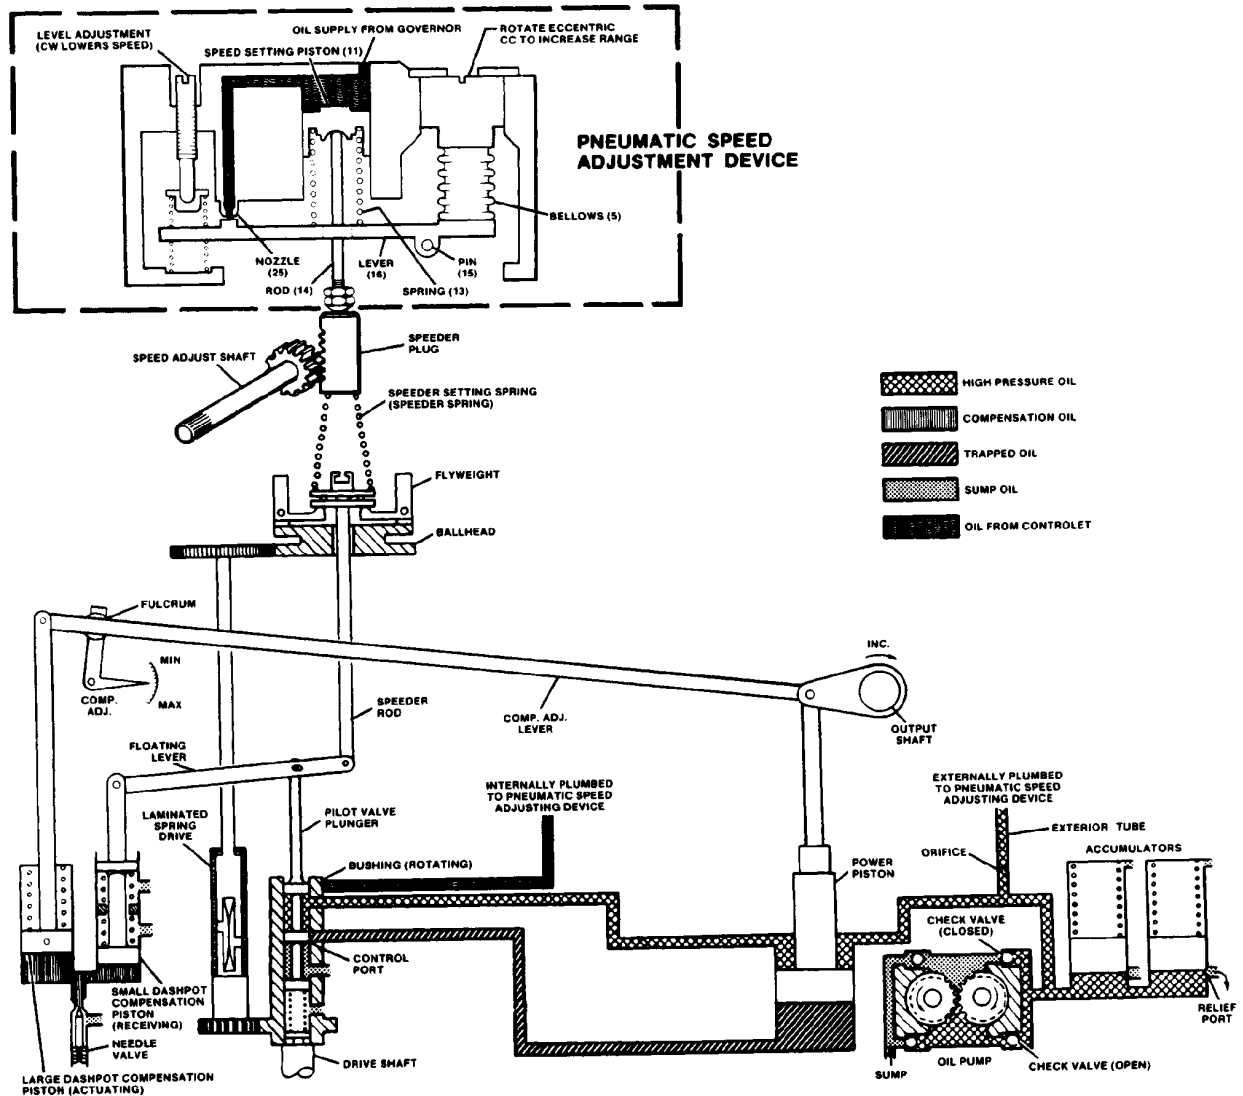 LEVEL ADJUSTMENT
(CW LOWERS SPEED)
OIL SUPPLY FROM GOVERNOR
SPEED SETTING PISTON (11)
ROTATE ECCENTRIC
CC TO INCREASE RANGE
PNEUMATIC SPEED
ADJUSTMENT DEVICE
BELLOWS (5)
NOZZLE
(25)
LEVER
(16)
PIN
(15)
ROD (14)
SPRING (13)
SPEEDER
PLUG
SPEED ADJUST SHAFT
SPEEDER SETTING SPRING
(SPEEDER SPRING)
HIGH PRESSURE OIL
COMPENSATION OIL
TRAPPED OIL
SUMP OIL
OIL FROM CONTROLET
FLYWEIGHT
BALLHEAD
FULCRUM
MIN
MAX
COMP.
ADJ.
INC.
SPEEDER
ROD
COMP. ADJ.
LEVER
OUTPUT
SHAFT
FLOATING
LEVER
LAMINATED
SPRING
DRIVE
PILOT VALVE
PLUNGER
INTERNALLY PLUMBED
TO PNEUMATIC SPEED
ADJUSTING DEVICE
EXTERNALLY PLUMBED
TO PNEUMATIC SPEED
ADJUSTING DEVICE
EXTERIOR TUBE
ORIFICE
ACCUMULATORS
BUSHING (ROTATING)
POWER
PISTON
CHECK VALVE
(CLOSED)
CONTROL
PORT
SMALL DASHPOT
COMPENSATION
PISTON
(RECEIVING)
NEEDLE
VALVE
RELIEF
PORT
DRIVE SHAFT
OIL PUMP
SUMP
CHECK VALVE (OPEN)
LARGE DASHPOT COMPENSATION
PISTON (ACTUATING)